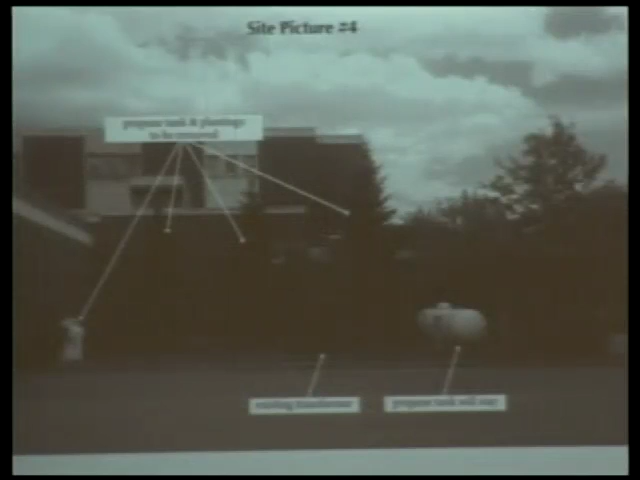 Site Picture #4
propane tank & plantings
to be removed
existing transformer
propane tank will stay